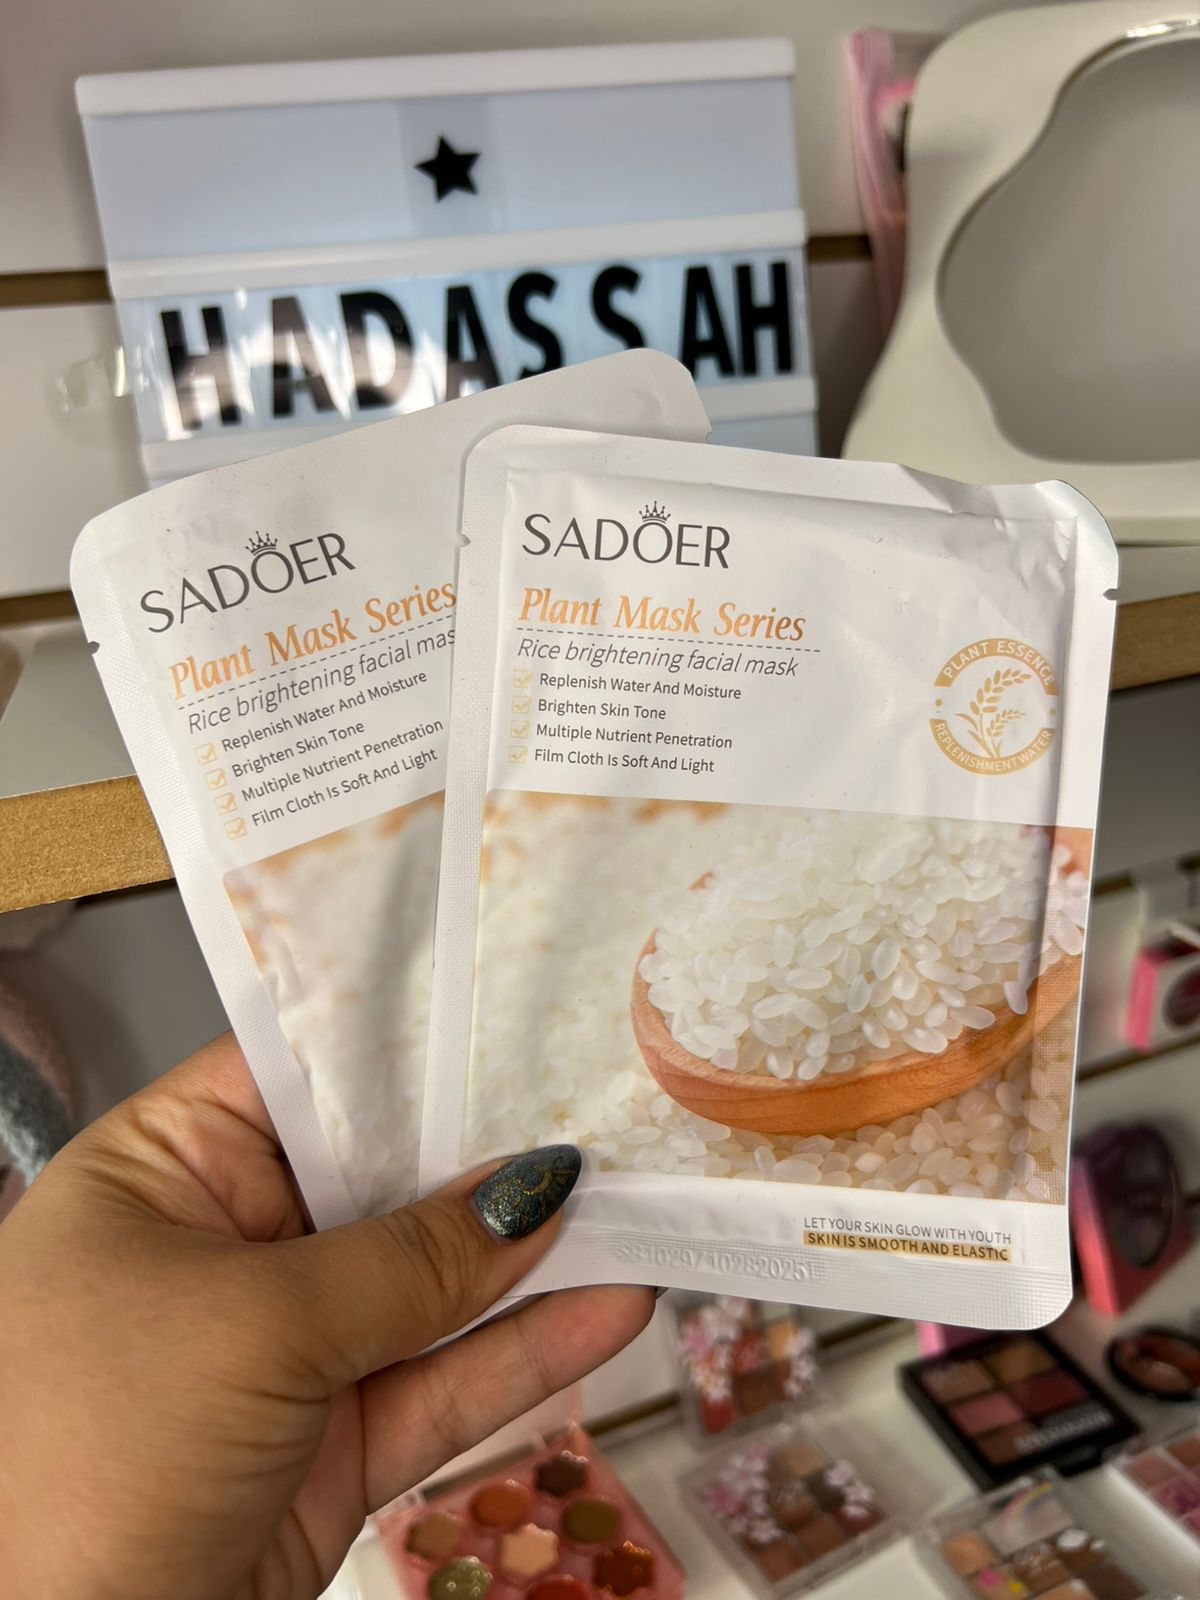 HADASSAH
SADOER
Plant Mask Series
Rice brightening facial mas
Replenish Water And Moisture
Brighten Skin Tone
Multiple Nutrient Penetration
Film Cloth Is Soft And Light
SADOER
Plant Mask Series
Rice brightening facial mask
Replenish Water And Moisture
Brighten Skin Tone
Multiple Nutrient Penetration
Film Cloth Is Soft And Light
PLANT ESSENCE
REPLENISHMENTWATER
LET YOUR SKIN GLOW WITH YOUTH
SKIN IS SMOOTH AND ELASTIC